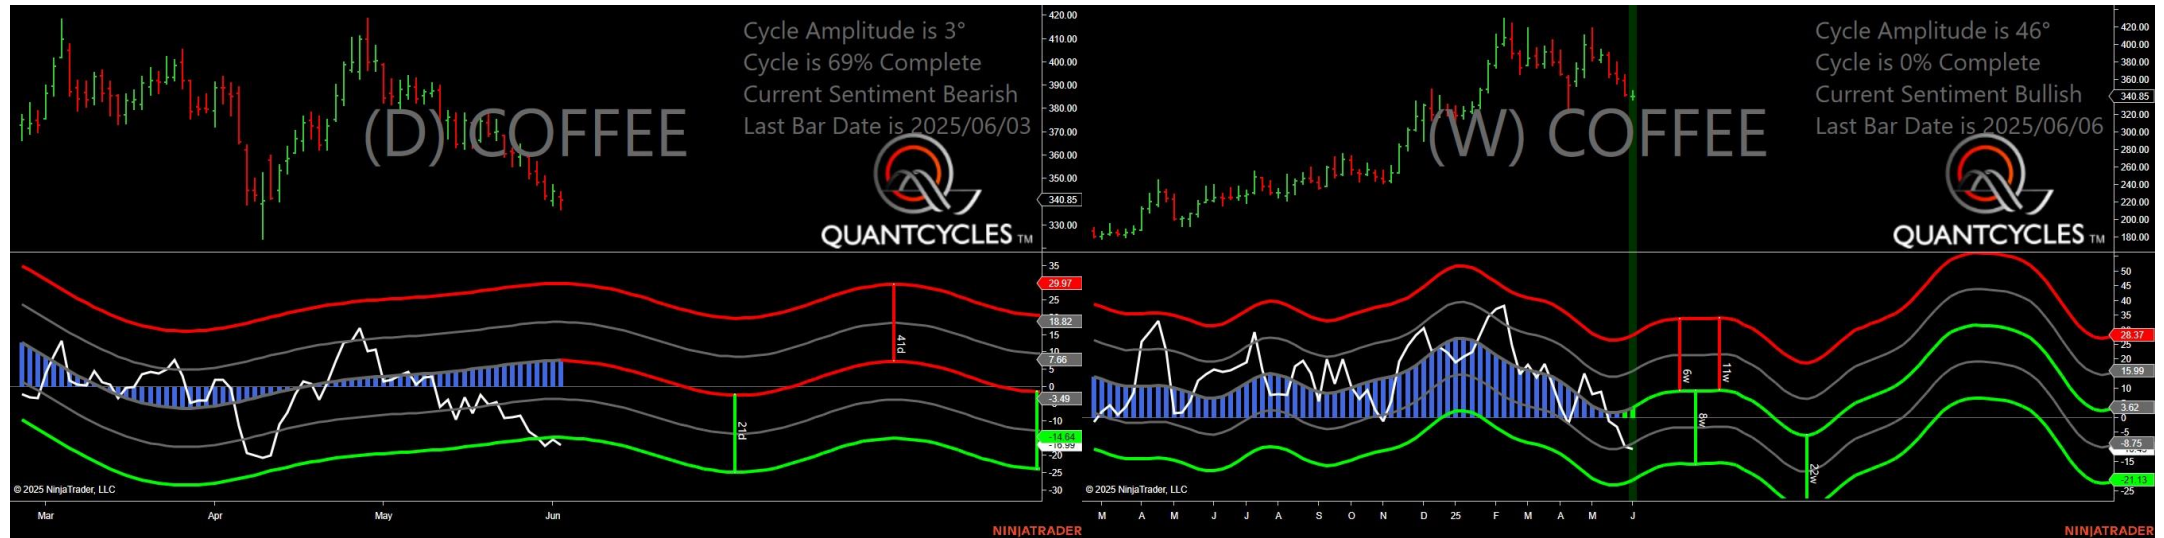 Cycle Amplitude is 3°
Cycle is 69% Complete
Current Sentiment Bearish
Last Bar Date is 2025/06/03
(D) COFFEE
QUANTCYCLES TM
420.00
410.00
400.00
390.00
380.00
370.00
360.00
350.00
340.85
330.00
35
29.97
25
18.82
15
10
7.66
5
0
-3.49
-14.64
-20
-25
-30
41d
21d
© 2025 NinjaTrader, LLC
Mar Apr May Jun
NINJATRADER
Cycle Amplitude is 46°
Cycle is 0% Complete
Current Sentiment Bullish
Last Bar Date is 2025/06/06
(W) COFFEE
QUANTCYCLES TM
420.00
400.00
380.00
360.00
340.85
320.00
300.00
280.00
260.00
240.00
220.00
200.00
180.00
50
45
40
35
28.37
25
20
15.99
10
3.62
0
-5
-8.75
-15
-21.13
-25
6w
11w
8w
22w
© 2025 NinjaTrader, LLC
M A M J J A S O N D 25 F M A M J
NINJATRADER